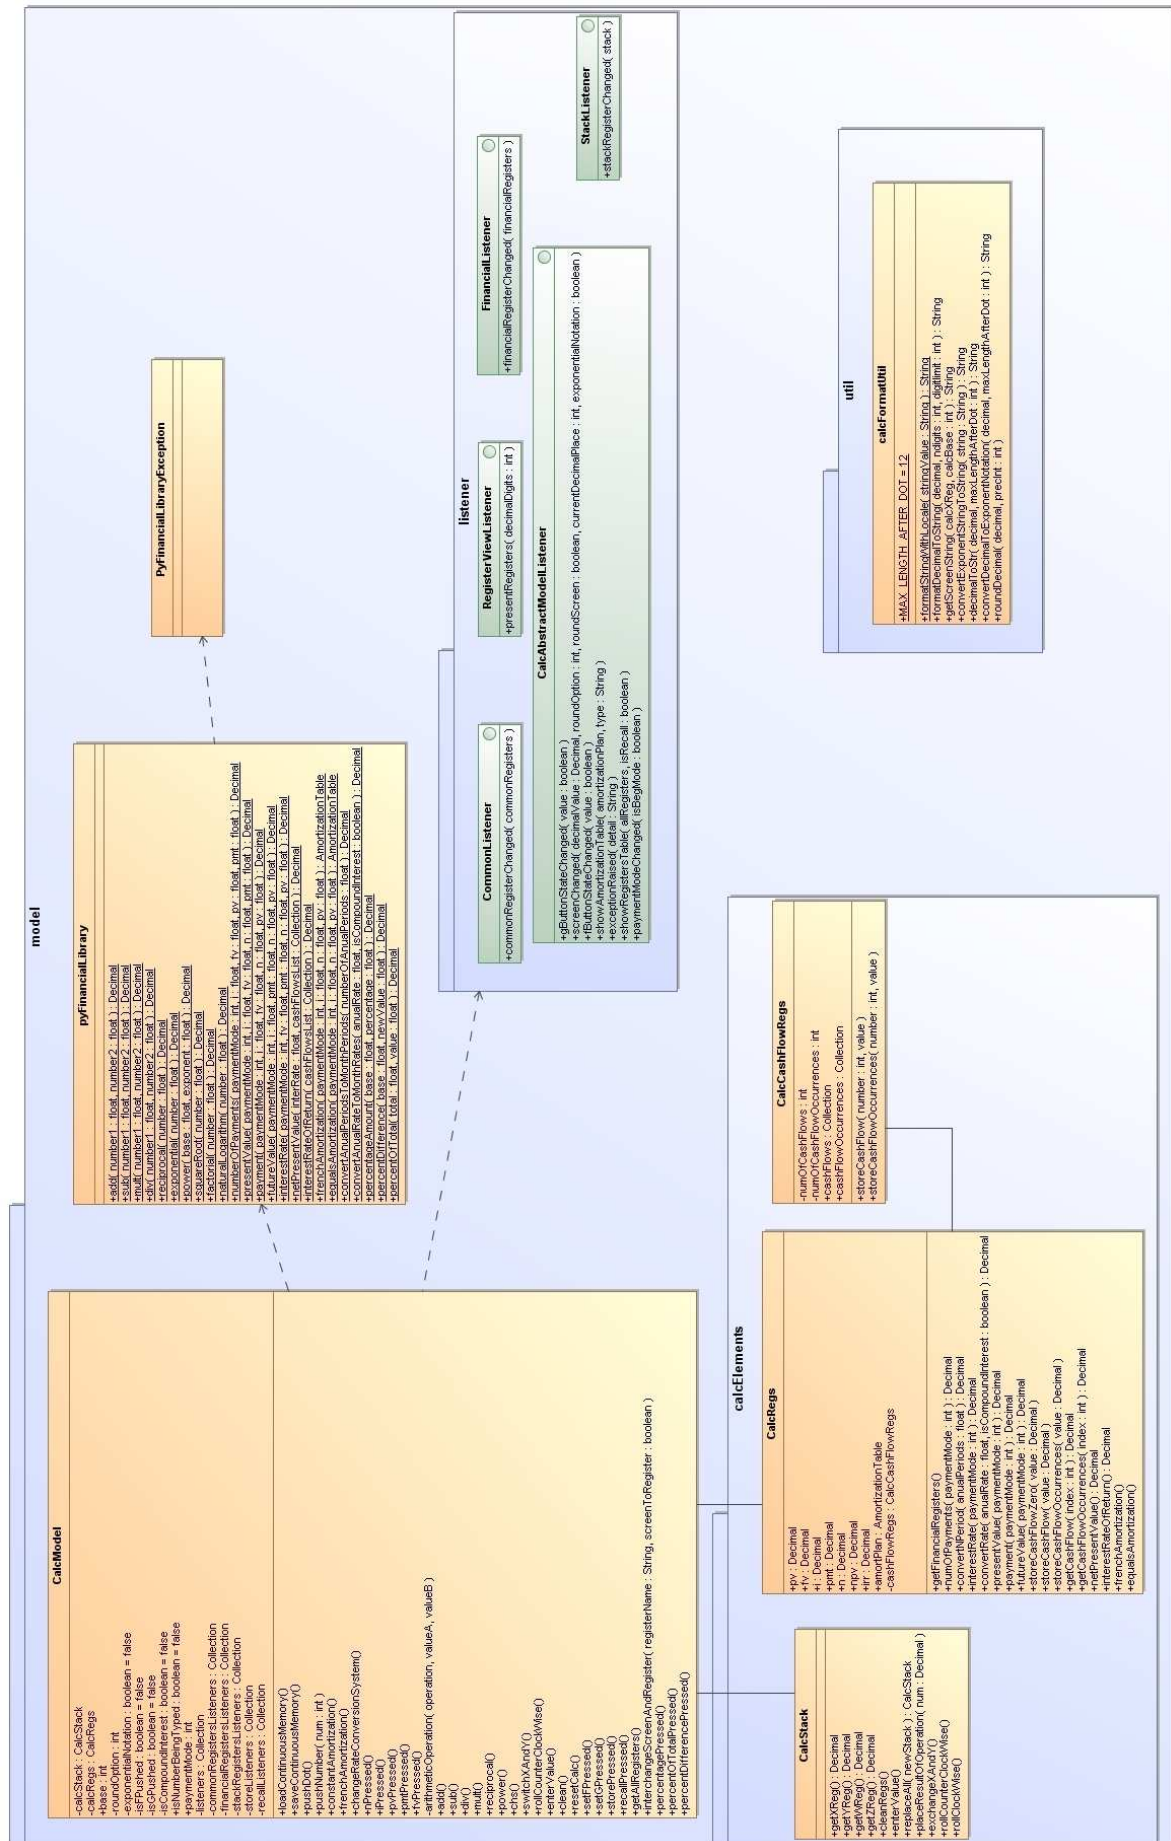 model
CalcModel
-calcStack : CalcStack
-calcRegs : CalcRegs
+base : int
-roundOption : int
-exponentialNotation : boolean = false
-isFPushed : boolean = false
-isGPushed : boolean = false
-isCompoundInterest : boolean = false
+isNumberBeingTyped : boolean = false
+paymentMode : int
-listeners : Collection
-commonRegistersListeners : Collection
-finantialRegistersListeners : Collection
-stackRegistersListeners : Collection
-storeListeners : Collection
-recallListeners : Collection
+loadContinuousMemory()
+saveContinuousMemory()
+pushDot()
+pushNumber( num : int )
+constantAmortization()
+frenchAmortization()
+changeRateConversionSystem()
+nPressed()
+iPressed()
+pvPressed()
+pmtPressed()
+fvPressed()
-arithmeticOperation( operation, valueA, valueB )
+add()
+sub()
+div()
+mult()
+reciprocal()
+power()
+chs()
+switchXAndY()
+rollCounterClockWise()
+enterValue()
+clean()
+resetCalc()
+setFPressed()
+setGPressed()
+storePressed()
+recallPressed()
+getAllRegisters()
+interchangeScreenAndRegister( registerName : String, screenToRegister : boolean )
+percentagePressed()
+percentOfTotalPressed()
+percentDifferencePressed()
pyFinancialLibrary
+add( number1 : float, number2 : float ) : Decimal
+sub( number1 : float, number2 : float ) : Decimal
+mult( number1 : float, number2 : float ) : Decimal
+div( number1 : float, number2 : float ) : Decimal
+reciprocal( number : float ) : Decimal
+exponential( number : float ) : Decimal
+power( base : float, exponent : float ) : Decimal
+squareRoot( number : float ) : Decimal
+factorial( number : float ) : Decimal
+naturalLogarithm( number : float ) : Decimal
+numberOfPayments( paymentMode : int, i : float, fv : float, pv : float, pmt : float ) : Decimal
+presentValue( paymentMode : int, i : float, fv : float, n : float, pmt : float ) : Decimal
+payment( paymentMode : int, i : float, fv : float, n : float, pv : float ) : Decimal
+futureValue( paymentMode : int, i : float, pmt : float, n : float, pv : float ) : Decimal
+interestRate( paymentMode : int, fv : float, pmt : float, n : float, pv : float ) : Decimal
+netPresentValue( interRate : float, cashFlowsList : Collection ) : Decimal
+interestRateOfReturn( cashFlowsList : Collection ) : Decimal
+frenchAmortization( paymentMode : int, i : float, n : float, pv : float ) : AmortizationTable
+equalsAmortization( paymentMode : int, i : float, n : float, pv : float ) : AmortizationTable
+convertAnualPeriodsToMonthPeriods( numberOfAnualPeriods : float ) : Decimal
+convertAnualRateToMonthRates( anualRate : float, isCompoundInterest : boolean ) : Decimal
+percentageAmount( base : float, percentage : float ) : Decimal
+percentDifference( base : float, newValue : float ) : Decimal
+percentOfTotal( total : float, value : float ) : Decimal
PyFinancialLibraryException
listener
CommonListener
+commonRegisterChanged( commonRegisters )
RegisterViewListener
+presentRegisters( decimalDigits : int )
FinancialListener
+financialRegisterChanged( financialRegisters )
StackListener
+stackRegisterChanged( stack )
CalcAbstractModelListener
+gButtonStateChanged( value : boolean )
+screenChanged( decimalValue : Decimal, roundOption : int, roundScreen : boolean, currentDecimalPlace : int, exponentialNotation : boolean )
+fButtonStateChanged( value : boolean )
+showAmortizationTable( amortizationPlan, type : String )
+exceptionRaised( detail : String )
+showRegistersTable( allRegisters, isRecall : boolean )
+paymentModeChanged( isBegMode : boolean )
util
calcFormatUtil
+MAX_LENGTH_AFTER_DOT = 12
+formatStringWithLocale( stringValue : String ) : String
+formatDecimalToString( decimal, ndigits : int, digitlimit : int ) : String
+getScreenString( calcXReg, calcBase : int ) : String
+convertExponentStringToString( string : String ) : String
+decimalToStr( decimal, maxLengthAfterDot : int ) : String
+convertDecimalToExponentNotation( decimal, maxLengthAfterDot : int ) : String
+roundDecimal( decimal, precInt : int )
calcElements
CalcStack
+getXReg() : Decimal
+getYReg() : Decimal
+getWReg() : Decimal
+getZReg() : Decimal
+cleanRegs()
+enterValue()
+replaceAll( newStack ) : CalcStack
+placeResultOfOperation( num : Decimal )
+exchangeXAndY()
+rollCounterClockWise()
+rollClockWise()
CalcRegs
+pv : Decimal
+fv : Decimal
+i : Decimal
+pmt : Decimal
+n : Decimal
+npv : Decimal
+irr : Decimal
+amortPlan : AmortizationTable
-cashFlowRegs : CalcCashFlowRegs
+getFinancialRegisters()
+numOfPayments( paymentMode : int ) : Decimal
+convertNPeriod( anualPeriods : float ) : Decimal
+interestRate( paymentMode : int ) : Decimal
+convertRate( anualRate : float, isCompoundInterest : boolean ) : Decimal
+presentValue( paymentMode : int ) : Decimal
+payment( paymentMode : int ) : Decimal
+futureValue( paymentMode : int ) : Decimal
+storeCashFlowZero( value : Decimal )
+storeCashFlow( value : Decimal )
+storeCashFlowOccurrences( value : Decimal )
+getCashFlow( index : int ) : Decimal
+getCashFlowOccurrences( index : int ) : Decimal
+netPresentValue() : Decimal
+interestRateOfReturn() : Decimal
+frenchAmortization()
+equalsAmortization()
CalcCashFlowRegs
-numOfCashFlows : int
-numOfCashFlowOccurrences : int
+cashFlows : Collection
+cashFlowOccurrences : Collection
+storeCashFlow( number : int, value )
+storeCashFlowOccurrences( number : int, value )